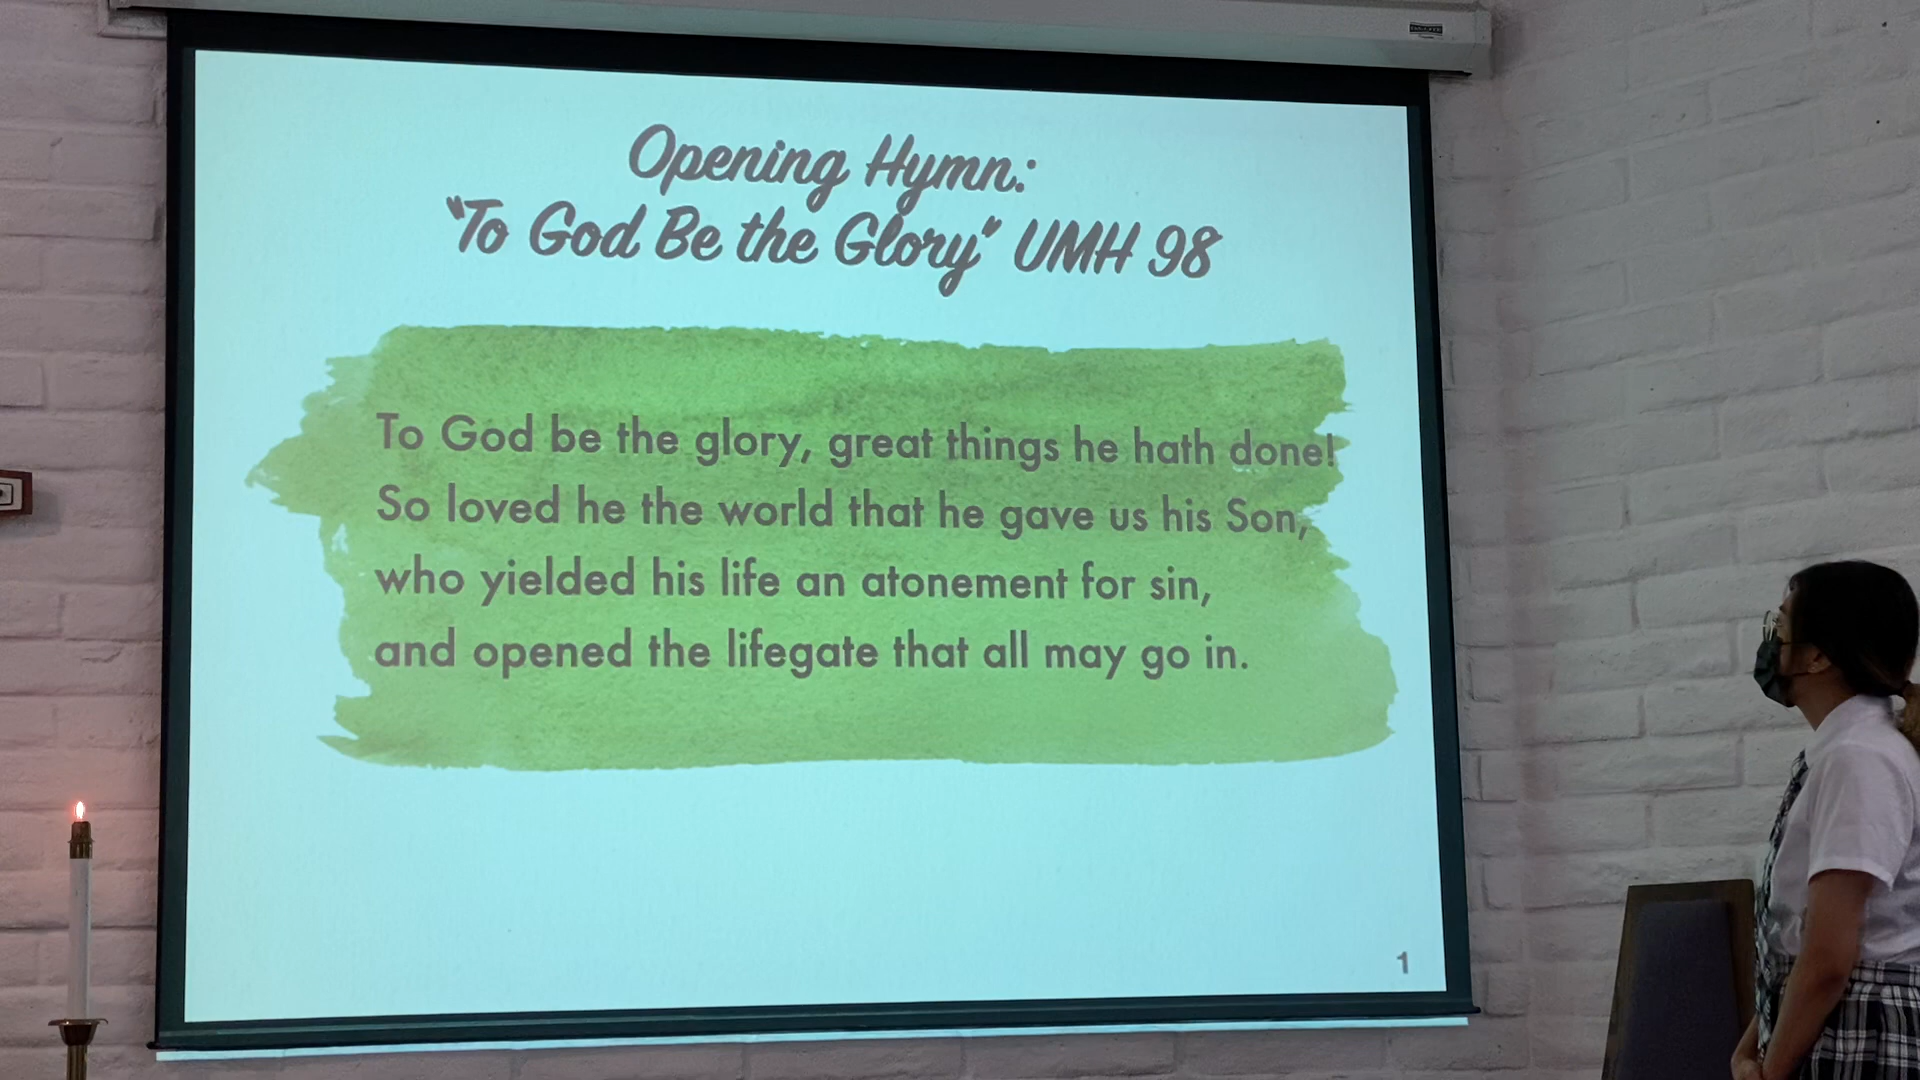 Opening Hymn:
"To God Be the Glory" UMH 98
To God be the glory, great things he hath done!
So loved he the world that he gave us his Son,
who yielded his life an atonement for sin,
and opened the lifegate that all may go in.
1